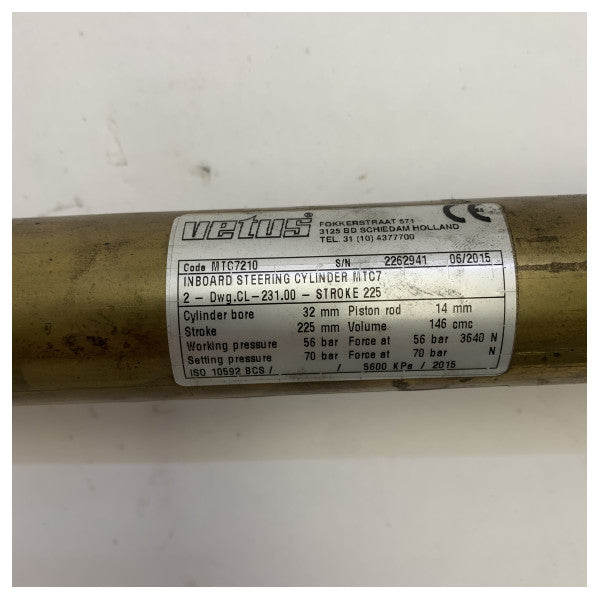 vetus®
FOKKERSTRAAT 571
3125 BD SCHIEDAM HOLLAND
TEL. 31 (10) 4377700
CE
Code MTC7210 S/N 2262941 06/2015
INBOARD STEERING CYLINDER MTC7
2 - Dwg.CL-231.00 - STROKE 225
Cylinder bore 32 mm Piston rod 14 mm
Stroke 225 mm Volume 146 cmc
Working pressure 56 bar Force at 56 bar 3640 N
Setting pressure 70 bar Force at 70 bar N
ISO 10592 BCS / / 5600 KPa / 2015